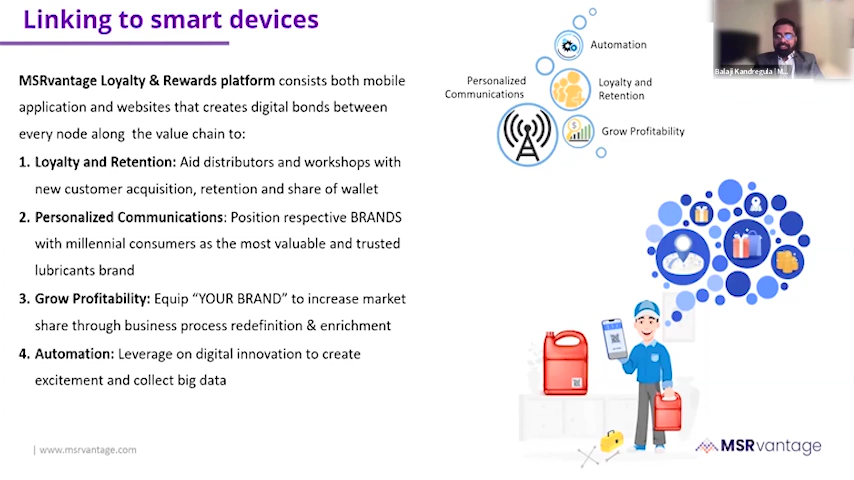 Linking to smart devices
MSRvantage Loyalty & Rewards platform consists both mobile
application and websites that creates digital bonds between
every node along the value chain to:
1. Loyalty and Retention: Aid distributors and workshops with
new customer acquisition, retention and share of wallet
2. Personalized Communications: Position respective BRANDS
with millennial consumers as the most valuable and trusted
lubricants brand
3. Grow Profitability: Equip “YOUR BRAND” to increase market
share through business process redefinition & enrichment
4. Automation: Leverage on digital innovation to create
excitement and collect big data
| www.msrvantage.com
Automation
Personalized
Communications
Loyalty and
Retention
Grow Profitability
Balaji Kandregula
MSRvantage